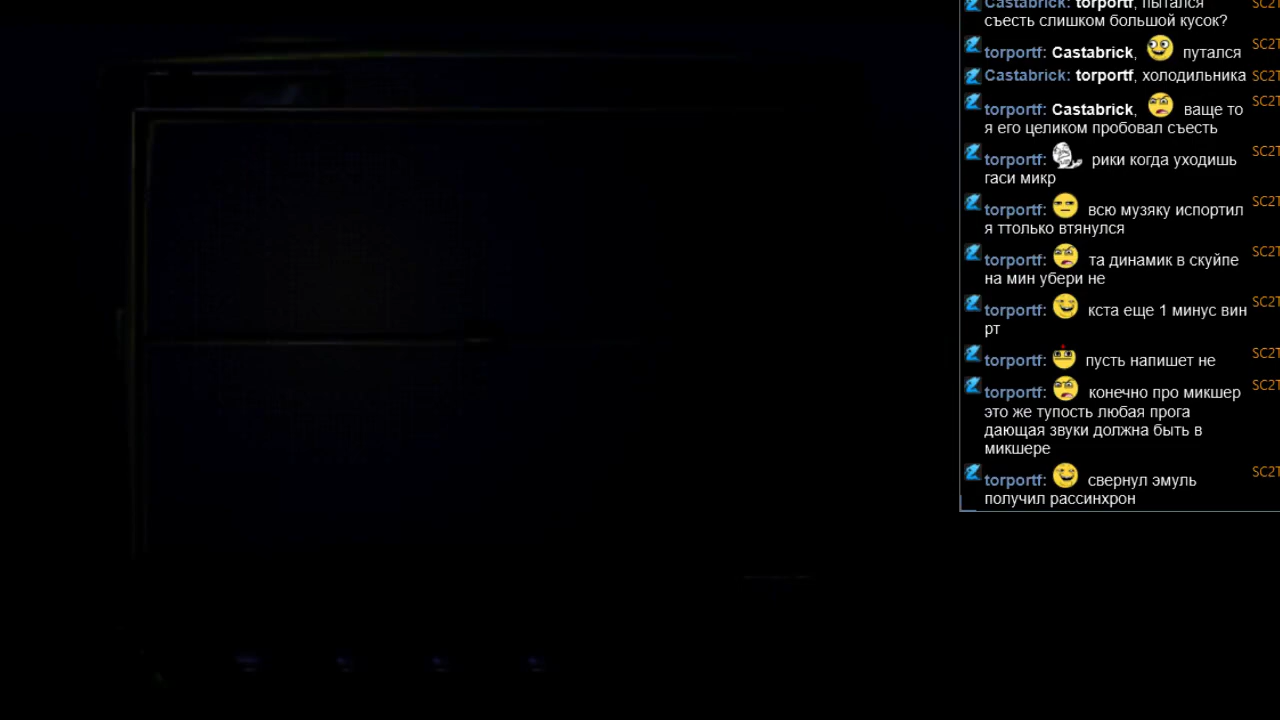 Castabrick: torportf, пытался
съесть слишком большой кусок?
torportf: Castabrick, путался
Castabrick: torportf, холодильника
torportf: Castabrick, ваще то
я его целиком пробовал съесть
torportf: рики когда уходишь
гаси микр
torportf: всю музяку испортил
я ттолько втянулся
torportf: та динамик в скуйпе
на мин убери не
torportf: кста еще 1 минус вин
рт
torportf: пусть напишет не
torportf: конечно про микшер
это же тупость любая прога
дающая звуки должна быть в
микшере
torportf: свернул эмуль
получил рассинхрон